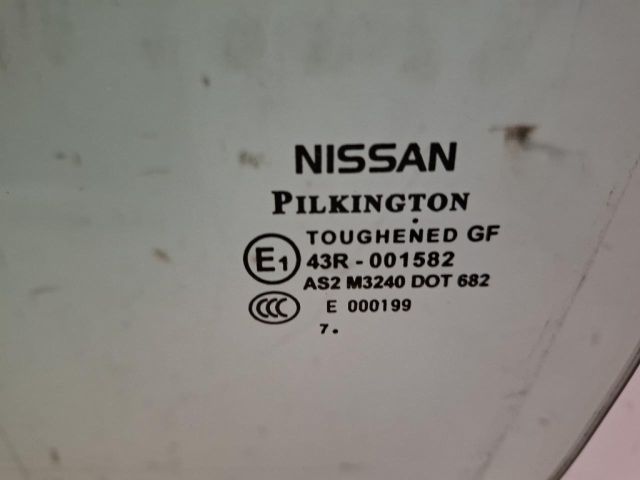 NISSAN
PILKINGTON
TOUGHENED GF
E1 43R - 001582
AS2 M3240 DOT 682
CCC E 000199
7.